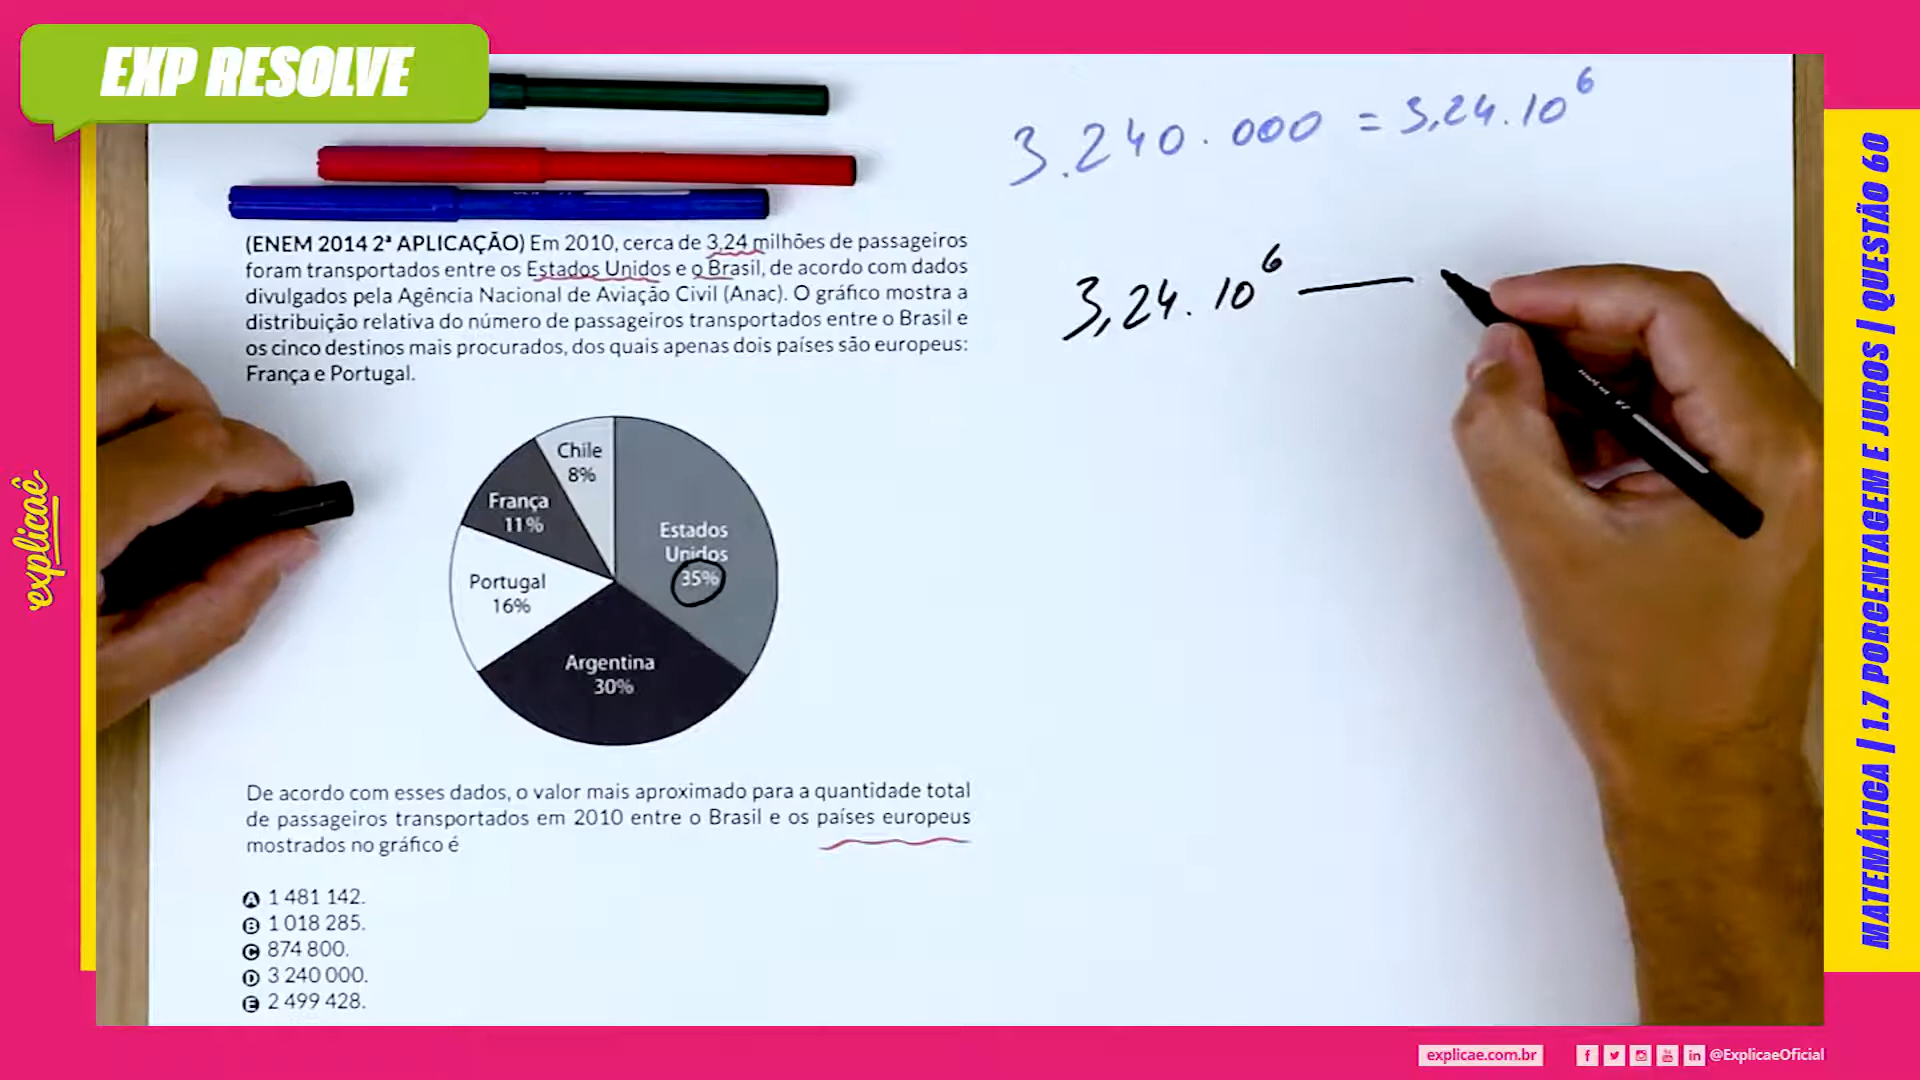 EXP RESOLVE
3.240.000 = 3,24.10⁶
3,24.10⁶
(ENEM 2014 2ª APLICAÇÃO) Em 2010, cerca de 3,24 milhões de passageiros
foram transportados entre os Estados Unidos e o Brasil, de acordo com dados
divulgados pela Agência Nacional de Aviação Civil (Anac). O gráfico mostra a
distribuição relativa do número de passageiros transportados entre o Brasil e
os cinco destinos mais procurados, dos quais apenas dois países são europeus:
França e Portugal.
Chile
8%
França
11%
Estados
Unidos
35%
Portugal
16%
Argentina
30%
De acordo com esses dados, o valor mais aproximado para a quantidade total
de passageiros transportados em 2010 entre o Brasil e os países europeus
mostrados no gráfico é
A 1 481 142.
B 1 018 285.
C 874 800.
D 3 240 000.
E 2 499 428.
explicaê
MATEMÁTICA | 1.7 PORCENTAGEM E JUROS | QUESTÃO 60
explicae.com.br
@ExplicaeOficial